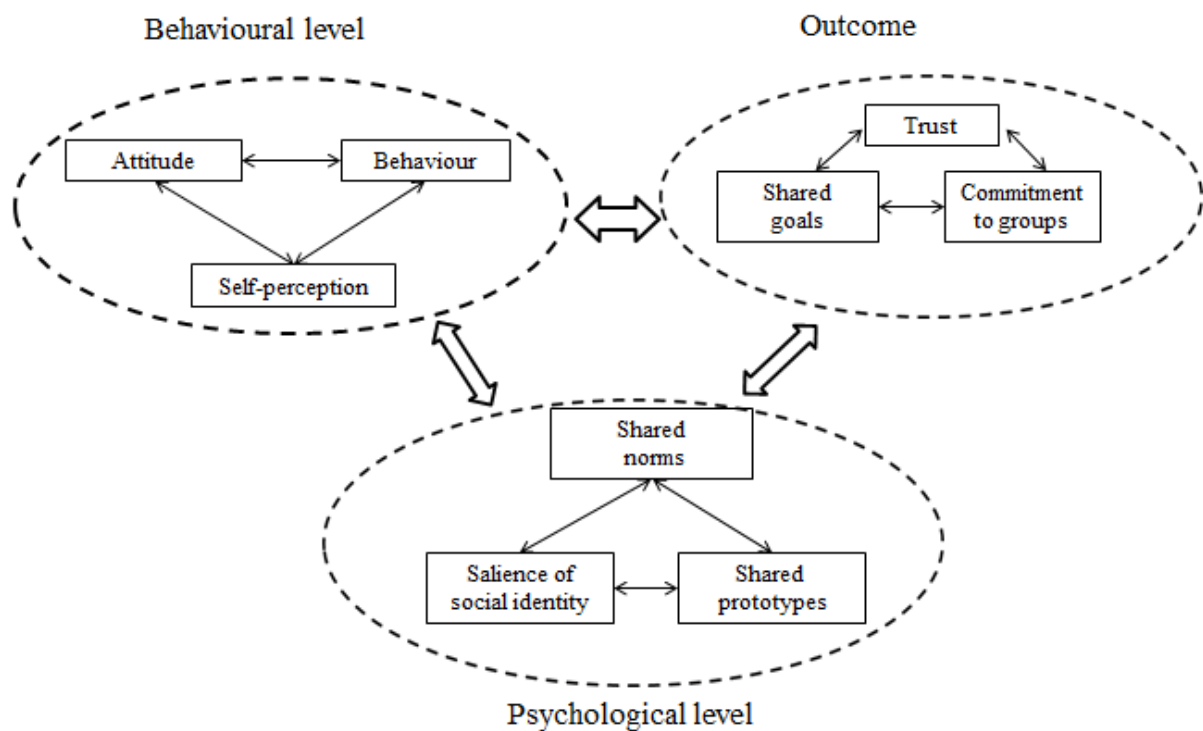 Behavioural level
Outcome
Attitude
Behaviour
Self-perception
Trust
Shared
goals
Commitment
to groups
Shared
norms
Salience of
social identity
Shared
prototypes
Psychological level